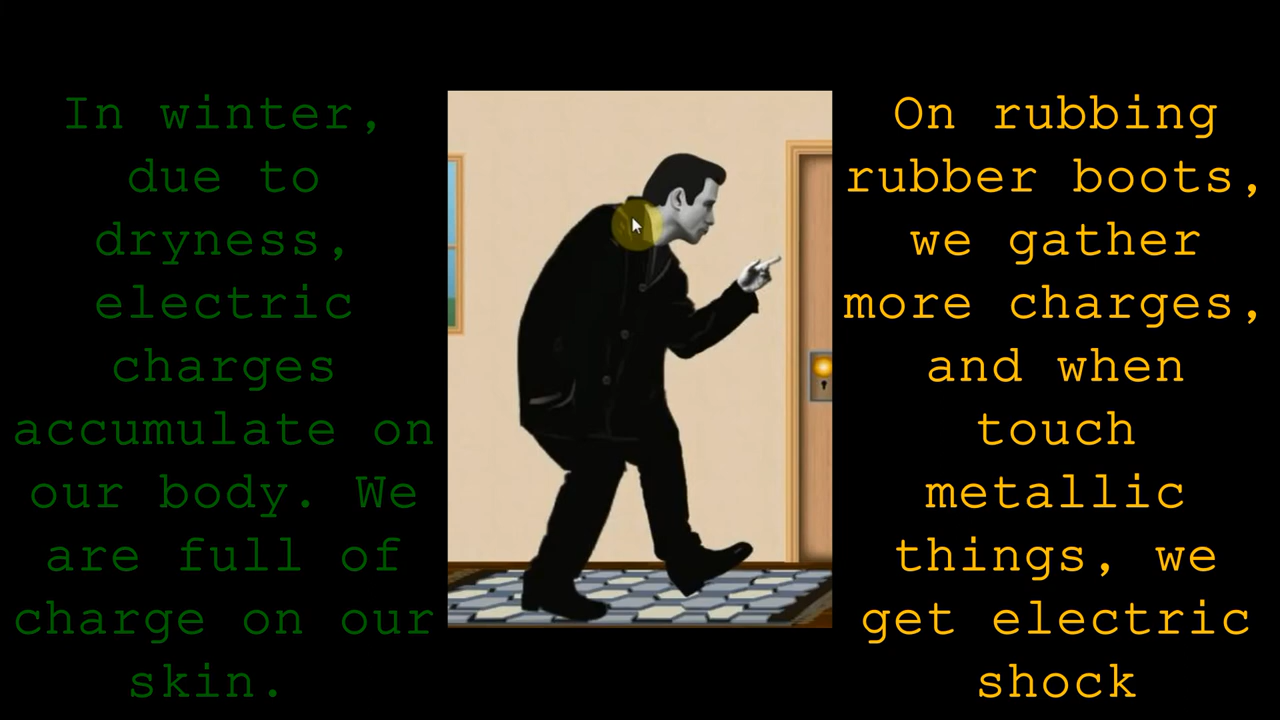 In winter,
due to
dryness,
electric
charges
accumulate on
our body. We
are full of
charge on our
skin.
On rubbing
rubber boots,
we gather
more charges,
and when
touch
metallic
things, we
get electric
shock